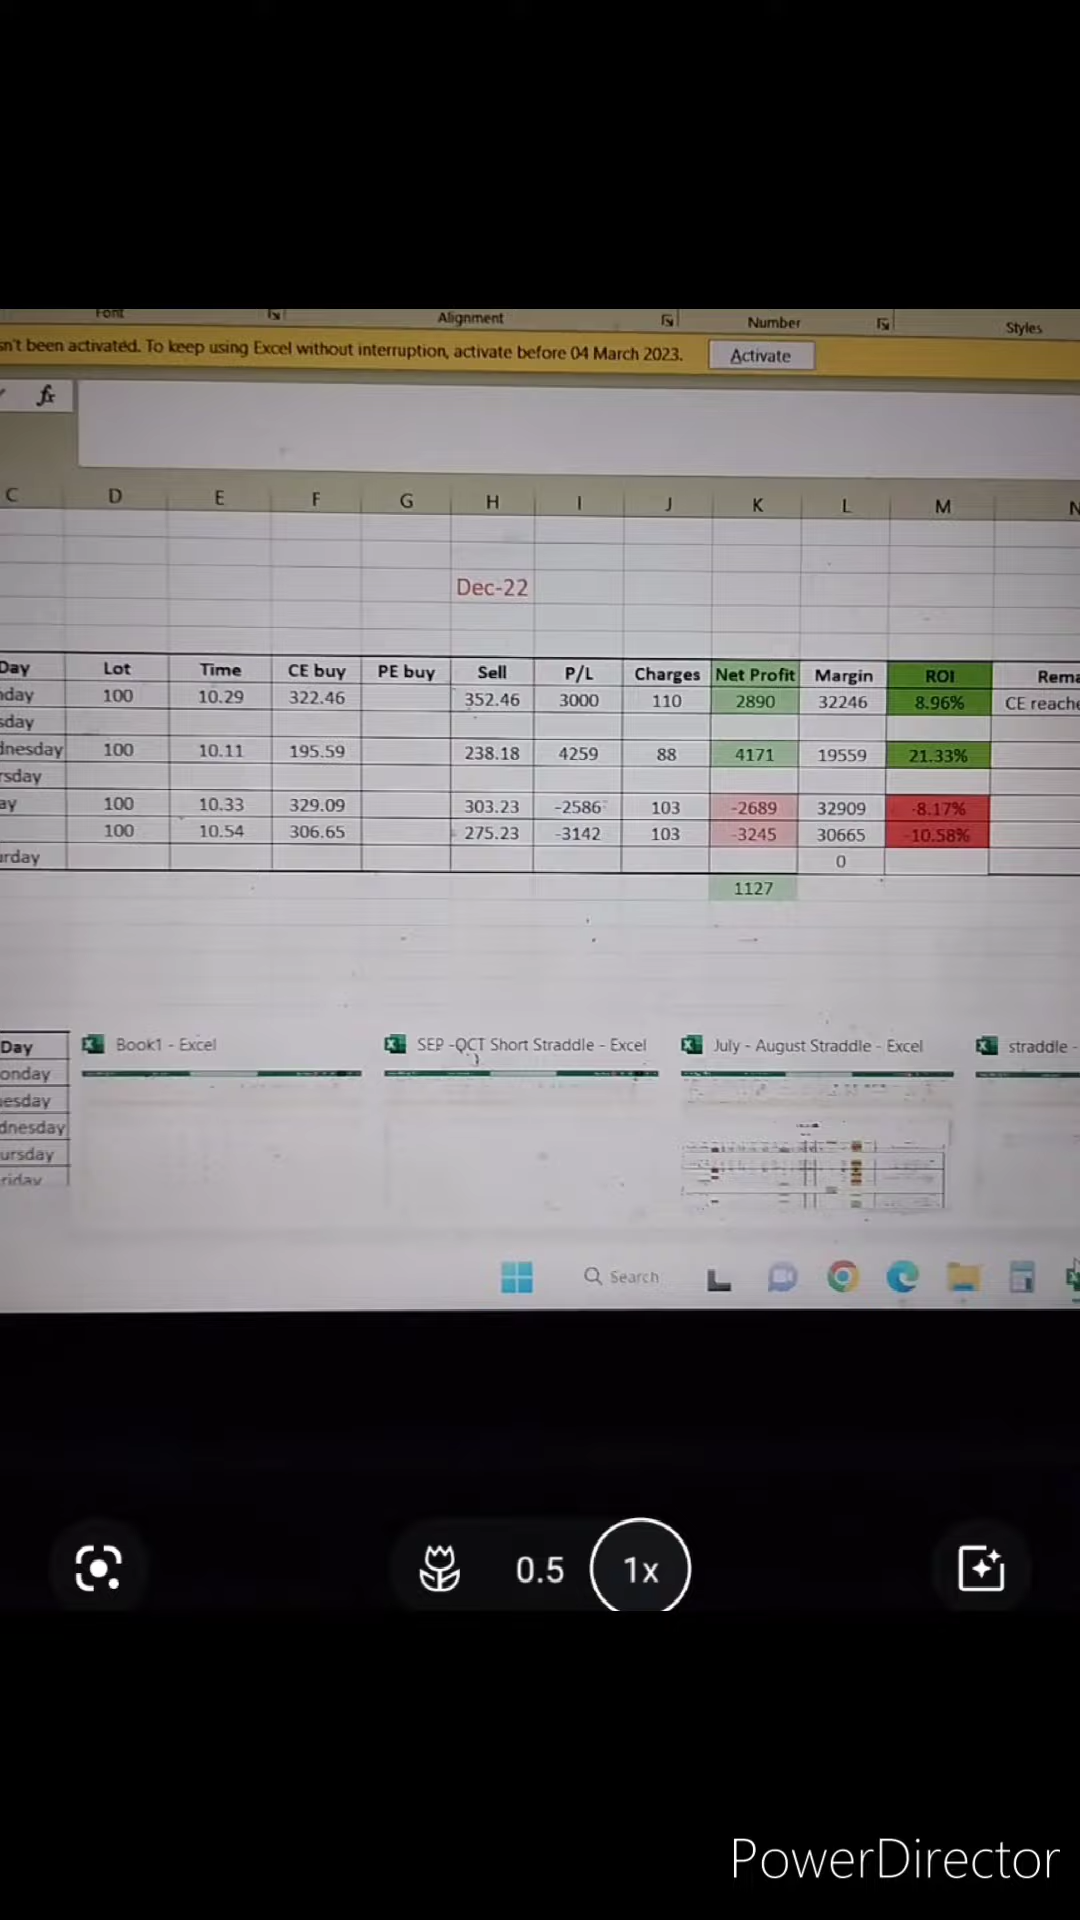 Font Alignment Number Styles
sn't been activated. To keep using Excel without interruption, activate before 04 March 2023. Activate
fx
C D E F G H I J K L M N
Dec-22
Day Lot Time CE buy PE buy Sell P/L Charges Net Profit Margin ROI Rema
nday 100 10.29 322.46 352.46 3000 110 2890 32246 8.96% CE reache
sday
dnesday 100 10.11 195.59 238.18 4259 88 4171 19559 21.33%
rsday
ay 100 10.33 329.09 303.23 -2586 103 -2689 32909 -8.17%
100 10.54 306.65 275.23 -3142 103 -3245 30665 -10.58%
urday 0
1127
Day Book1 - Excel SEP -OCT Short Straddle - Excel July - August Straddle - Excel straddle -
onday
uesday
dnesday
ursday
riday
Search
0.5 1x
PowerDirector